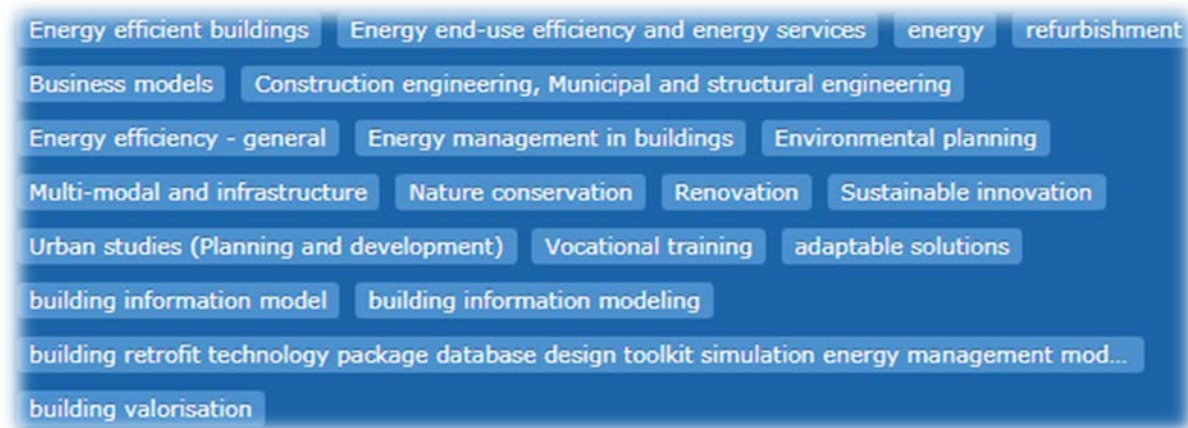 Energy efficient buildings Energy end-use efficiency and energy services energy refurbishment
Business models Construction engineering, Municipal and structural engineering
Energy efficiency - general Energy management in buildings Environmental planning
Multi-modal and infrastructure Nature conservation Renovation Sustainable innovation
Urban studies (Planning and development) Vocational training adaptable solutions
building information model building information modeling
building retrofit technology package database design toolkit simulation energy management mod...
building valorisation